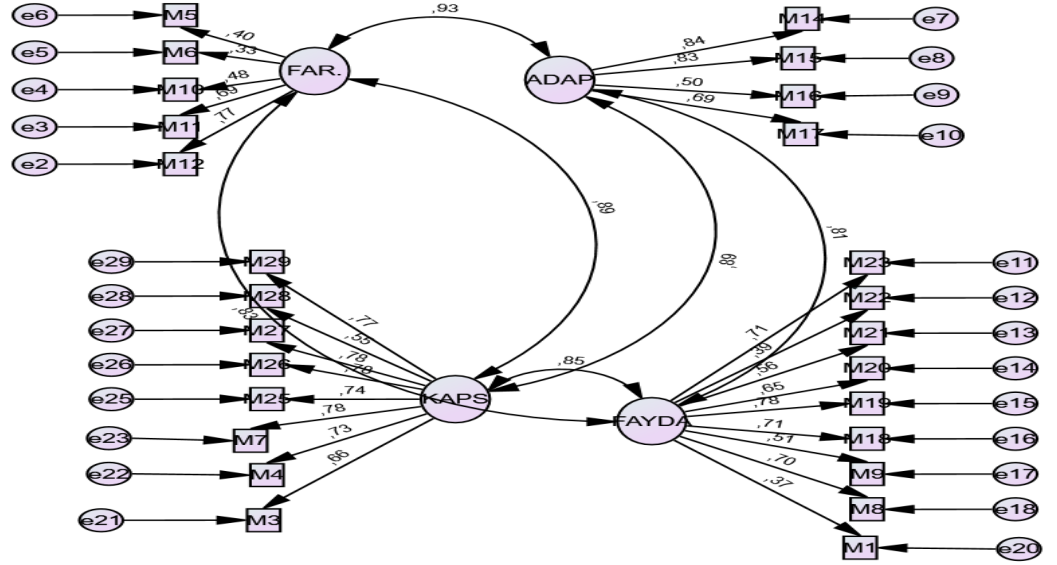 e6 M5
e5 M6
e4 M10
e3 M11
e2 M12
,40
,33
,48
,69
,77
FAR.
,93
ADAP
,84
,83
,50
,69
M14 e7
M15 e8
M16 e9
M17 e10
,89
,89
,81
,83
,85
e29 M29
e28 M28
e27 M27
e26 M26
e25 M25
e23 M7
e22 M4
e21 M3
,77
,55
,78
,74
,78
,73
,66
KAPS
FAYDA
,71
,39
,56
,65
,78
,71
,51
,70
,37
M23 e11
M22 e12
M21 e13
M20 e14
M19 e15
M18 e16
M9 e17
M8 e18
M1 e20